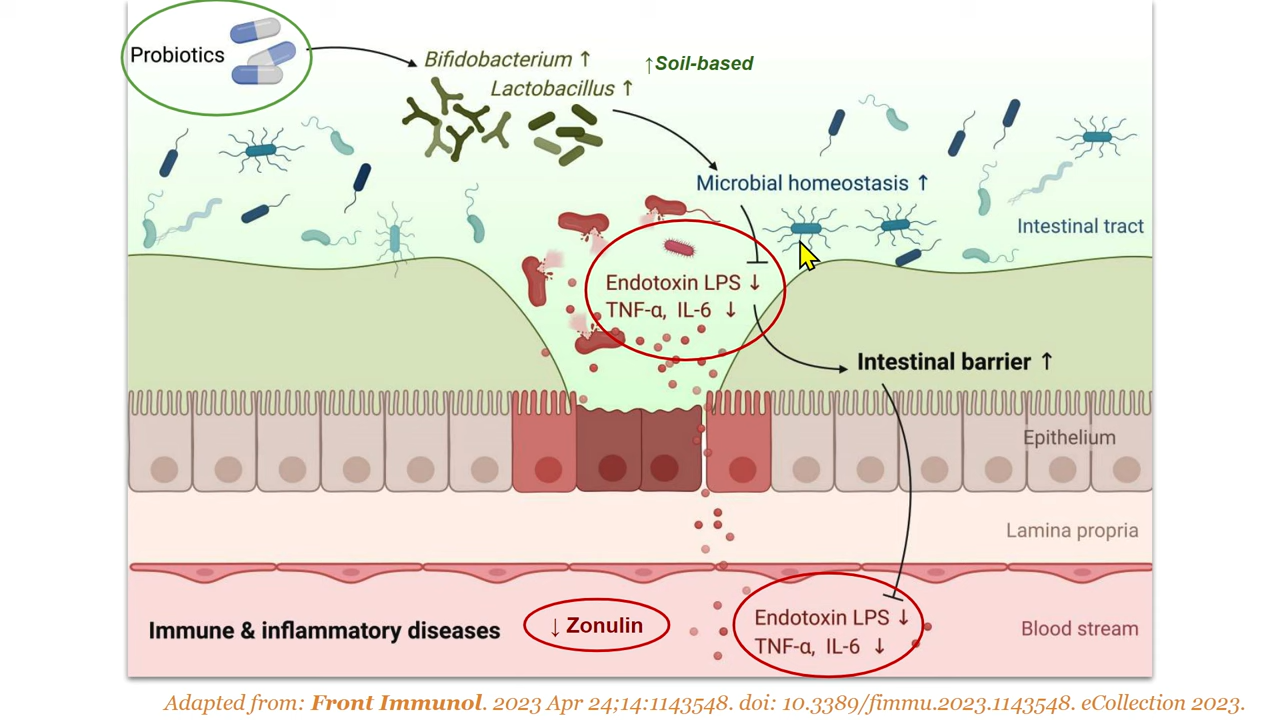 Probiotics
Bifidobacterium ↑
↑Soil-based
Lactobacillus ↑
Microbial homeostasis ↑
Intestinal tract
Endotoxin LPS ↓
TNF-α, IL-6 ↓
Intestinal barrier ↑
Epithelium
Lamina propria
Immune & inflammatory diseases
↓ Zonulin
Endotoxin LPS ↓
TNF-α, IL-6 ↓
Blood stream
Adapted from: Front Immunol. 2023 Apr 24;14:1143548. doi: 10.3389/fimmu.2023.1143548. eCollection 2023.